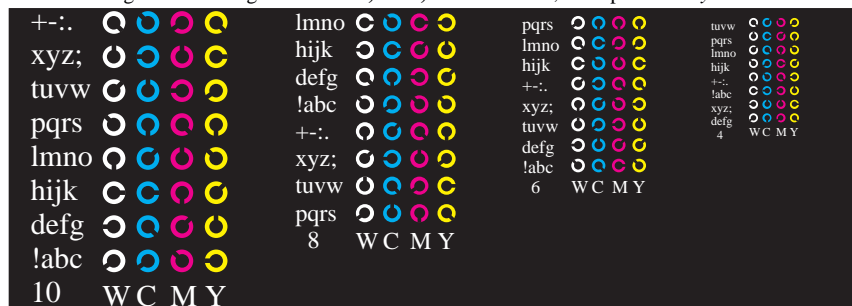 +-:.
xyz;
tuvw
pqrs
lmno
hijk
defg
!abc
10 W C M Y
lmno
hijk
defg
!abc
+-:.
xyz;
tuvw
pqrs
8 W C M Y
pqrs
lmno
hijk
+-:.
xyz;
tuvw
defg
!abc
6 W C M Y
tuvw
pqrs
lmno
hijk
+-:.
!abc
xyz;
defg
4 W C M Y